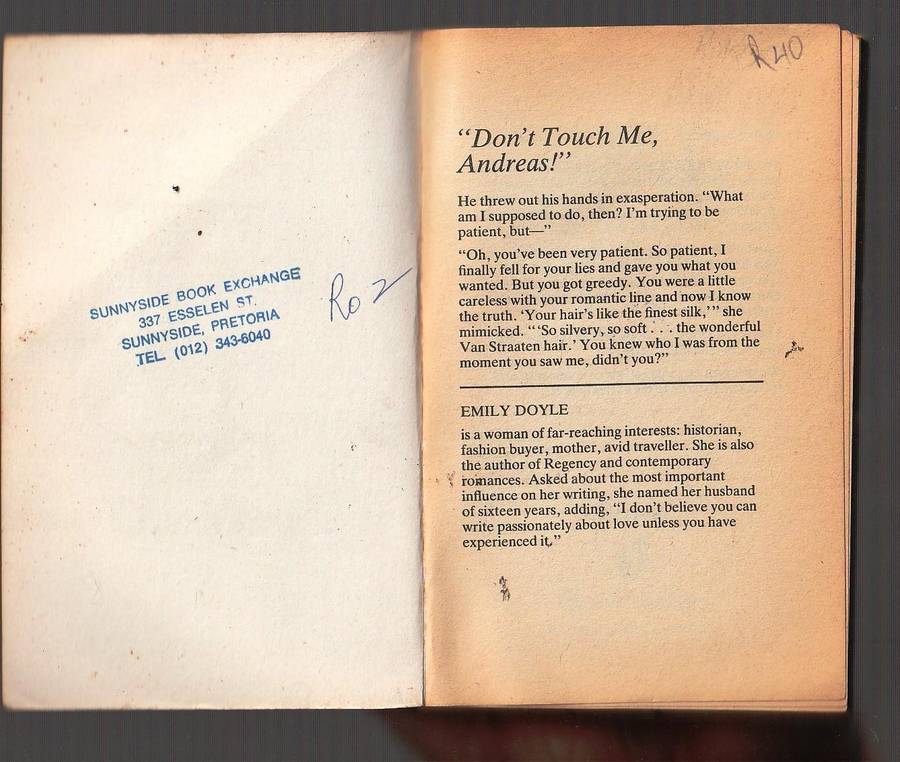 SUNNYSIDE BOOK EXCHANGE
337 ESSELEN ST.
SUNNYSIDE, PRETORIA
TEL (012) 343-6040
R40
“Don’t Touch Me,
Andreas!”
He threw out his hands in exasperation. “What
am I supposed to do, then? I’m trying to be
patient, but—”
“Oh, you’ve been very patient. So patient, I
finally fell for your lies and gave you what you
wanted. But you got greedy. You were a little
careless with your romantic line and now I know
the truth. ‘Your hair’s like the finest silk,’” she
mimicked. “‘So silvery, so soft . . . the wonderful
Van Straaten hair.’ You knew who I was from the
moment you saw me, didn’t you?”
EMILY DOYLE
is a woman of far-reaching interests: historian,
fashion buyer, mother, avid traveller. She is also
the author of Regency and contemporary
romances. Asked about the most important
influence on her writing, she named her husband
of sixteen years, adding, “I don’t believe you can
write passionately about love unless you have
experienced it.”